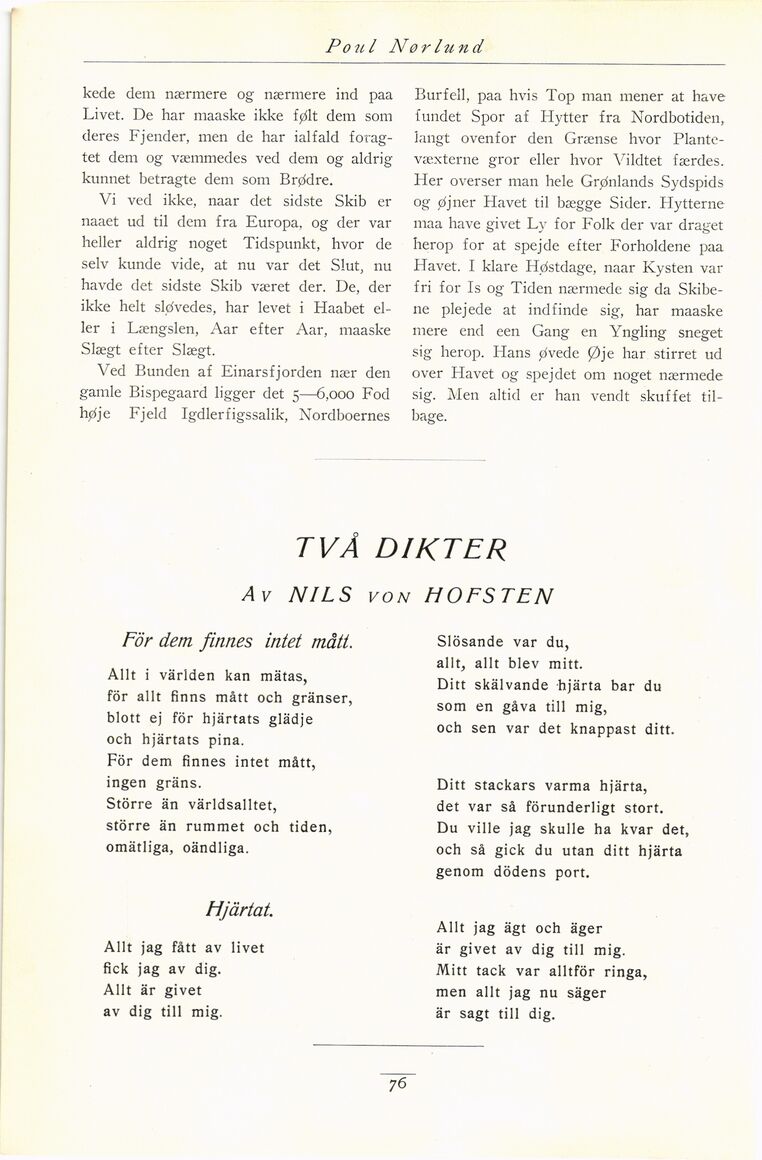 Poul Nørlund
kede dem nærmere og nærmere ind paa
Livet. De har maaske ikke følt dem som
deres Fjender, men de har ialfald forag-
tet dem og væmmedes ved dem og aldrig
kunnet betragte dem som Brødre.
Vi ved ikke, naar det sidste Skib er
naaet ud til dem fra Europa, og der var
heller aldrig noget Tidspunkt, hvor de
selv kunde vide, at nu var det Slut, nu
havde det sidste Skib været der. De, der
ikke helt sløvedes, har levet i Haabet el-
ler i Længslen, Aar efter Aar, maaske
Slægt efter Slægt.
Ved Bunden af Einarsfjorden nær den
gamle Bispegaard ligger det 5—6,000 Fod
høje Fjeld Igdlerfigssalik, Nordboernes
Burfell, paa hvis Top man mener at have
fundet Spor af Hytter fra Nordbotiden,
langt ovenfor den Grænse hvor Plante-
væxterne gror eller hvor Vildtet færdes.
Her overser man hele Grønlands Sydspids
og øjner Havet til bægge Sider. Hytterne
maa have givet Ly for Folk der var draget
herop for at spejde efter Forholdene paa
Havet. I klare Høstdage, naar Kysten var
fri for Is og Tiden nærmede sig da Skibe-
ne plejede at indfinde sig, har maaske
mere end een Gang en Yngling sneget
sig herop. Hans øvede Øje har stirret ud
over Havet og spejdet om noget nærmede
sig. Men altid er han vendt skuffet til-
bage.
TVÅ DIKTER
Av NILS von HOFSTEN
För dem finnes intet mått.
Allt i världen kan mätas,
för allt finns mått och gränser,
blott ej för hjärtats glädje
och hjärtats pina.
För dem finnes intet mått,
ingen gräns.
Större än världsalltet,
större än rummet och tiden,
omätliga, oändliga.
Hjärtat.
Allt jag fått av livet
fick jag av dig.
Allt är givet
av dig till mig.
Slösande var du,
allt, allt blev mitt.
Ditt skälvande hjärta bar du
som en gåva till mig,
och sen var det knappast ditt.
Ditt stackars varma hjärta,
det var så förunderligt stort.
Du ville jag skulle ha kvar det,
och så gick du utan ditt hjärta
genom dödens port.
Allt jag ägt och äger
är givet av dig till mig.
Mitt tack var alltför ringa,
men allt jag nu säger
är sagt till dig.
76